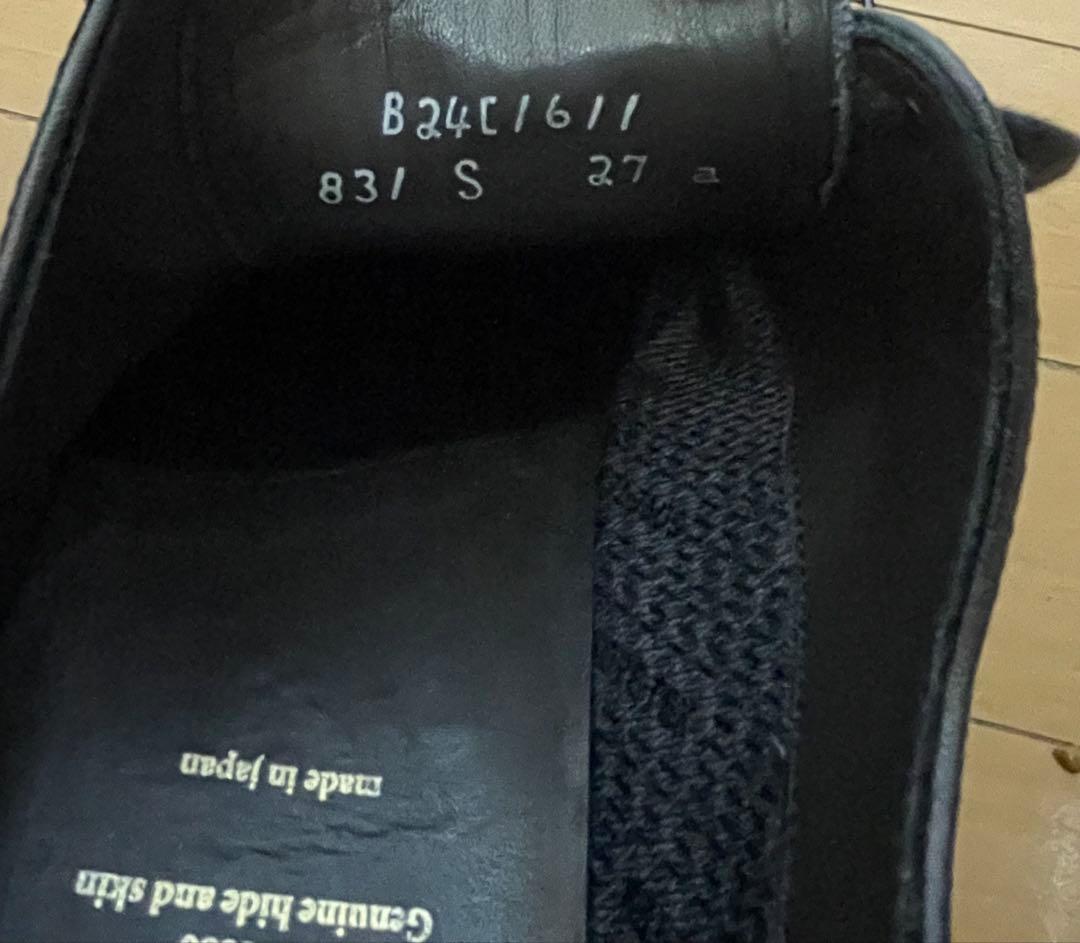 B24C1611
831 S 27 a
made in japan
Genuine hide and skin